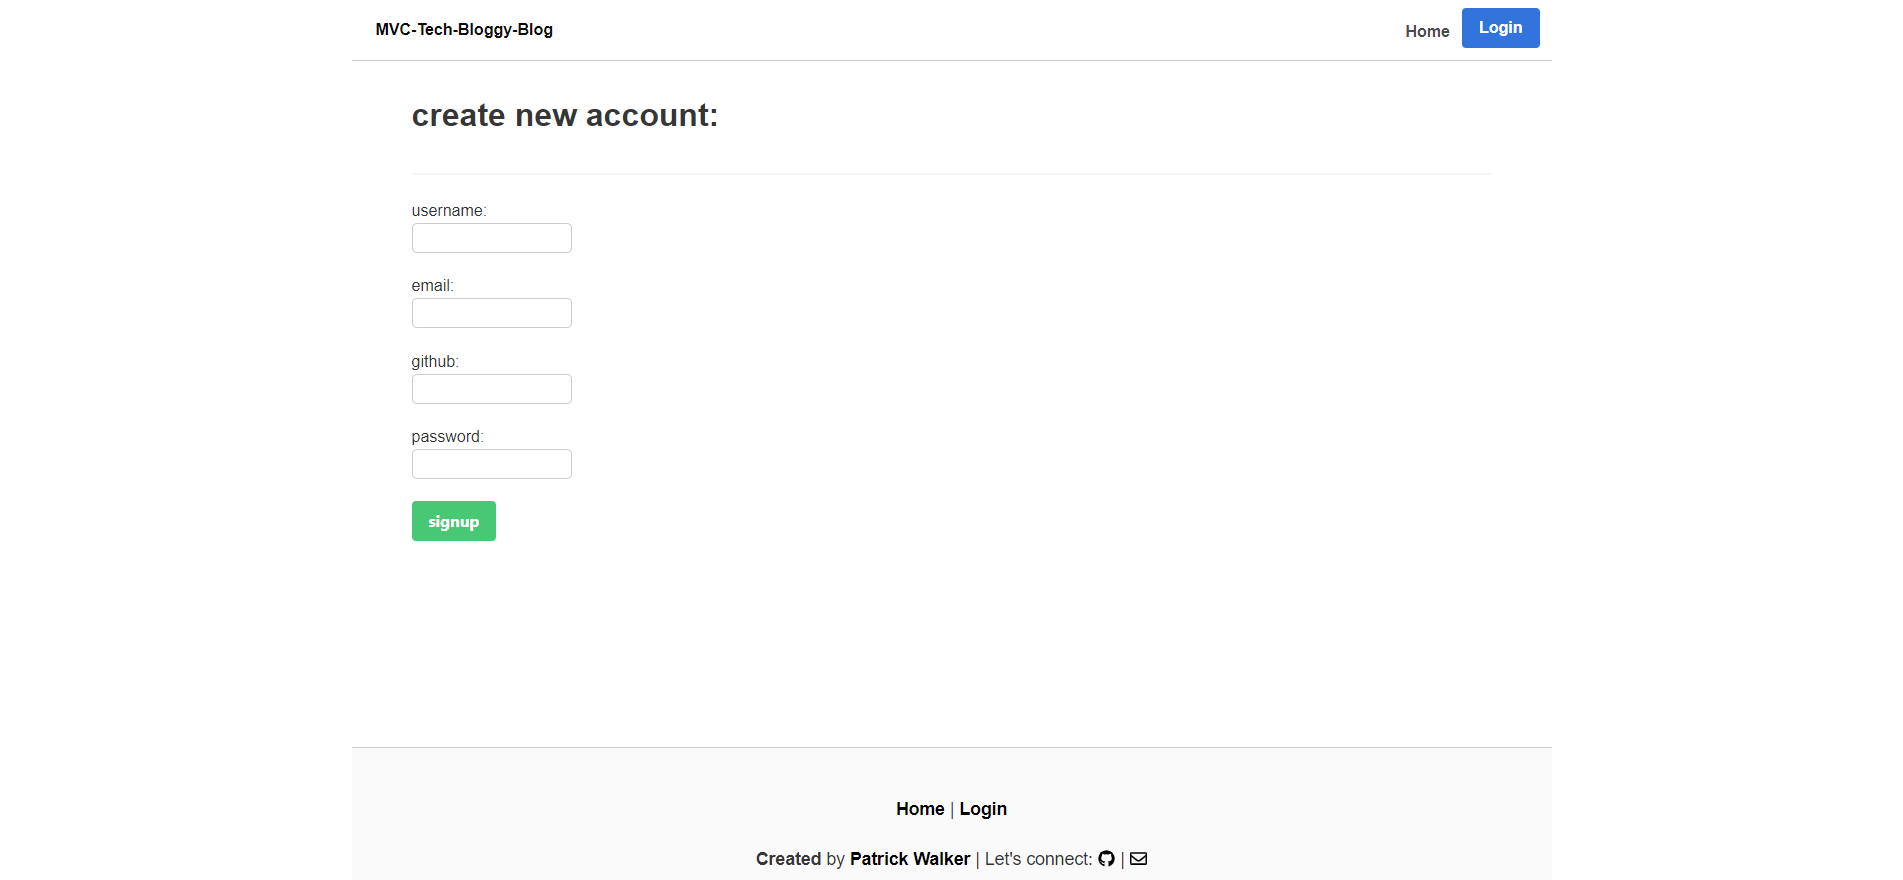 MVC-Tech-Bloggy-Blog
Home
Login
create new account:
username:
email:
github:
password:
signup
Home | Login
Created by Patrick Walker | Let's connect: |